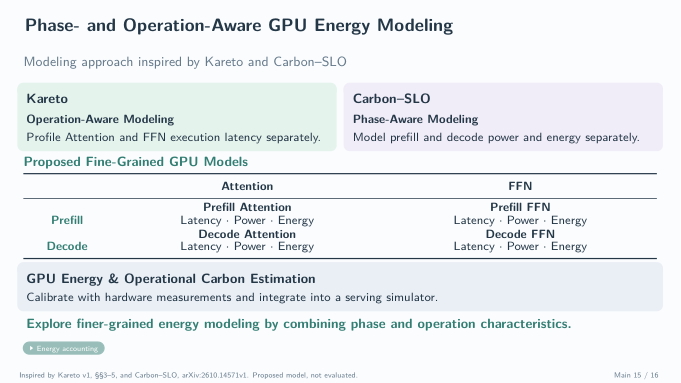 Phase- and Operation-Aware GPU Energy Modeling
Modeling approach inspired by Kareto and Carbon–SLO
Kareto
Operation-Aware Modeling
Profile Attention and FFN execution latency separately.
Carbon–SLO
Phase-Aware Modeling
Model prefill and decode power and energy separately.
Proposed Fine-Grained GPU Models
Attention FFN
Prefill Attention Prefill FFN
Prefill Latency · Power · Energy Latency · Power · Energy
Decode Attention Decode FFN
Decode Latency · Power · Energy Latency · Power · Energy
GPU Energy & Operational Carbon Estimation
Calibrate with hardware measurements and integrate into a serving simulator.
Explore finer-grained energy modeling by combining phase and operation characteristics.
Energy accounting
Inspired by Kareto v1, §§3–5, and Carbon–SLO, arXiv:2610.14571v1. Proposed model, not evaluated.
Main 15 / 16